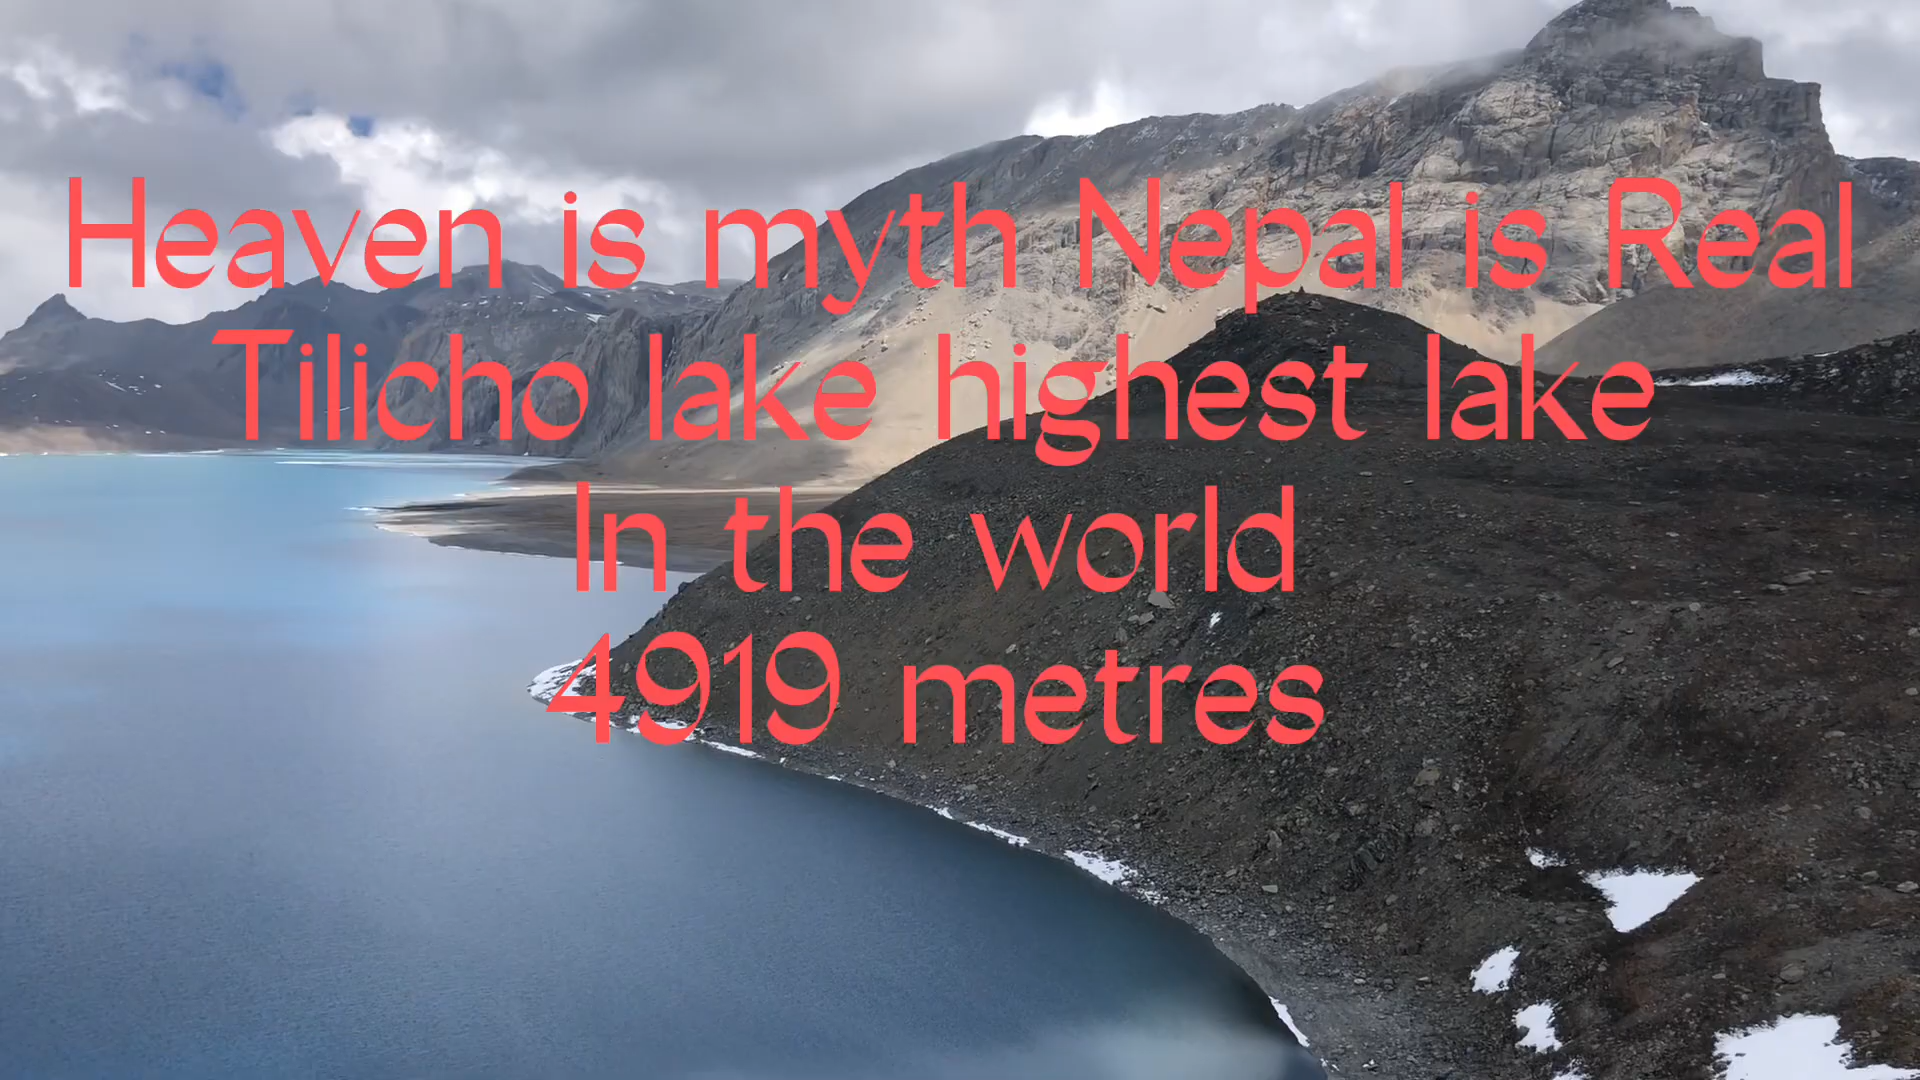 Heaven is myth Nepal is Real
Tilicho lake highest lake
In the world
4919 metres